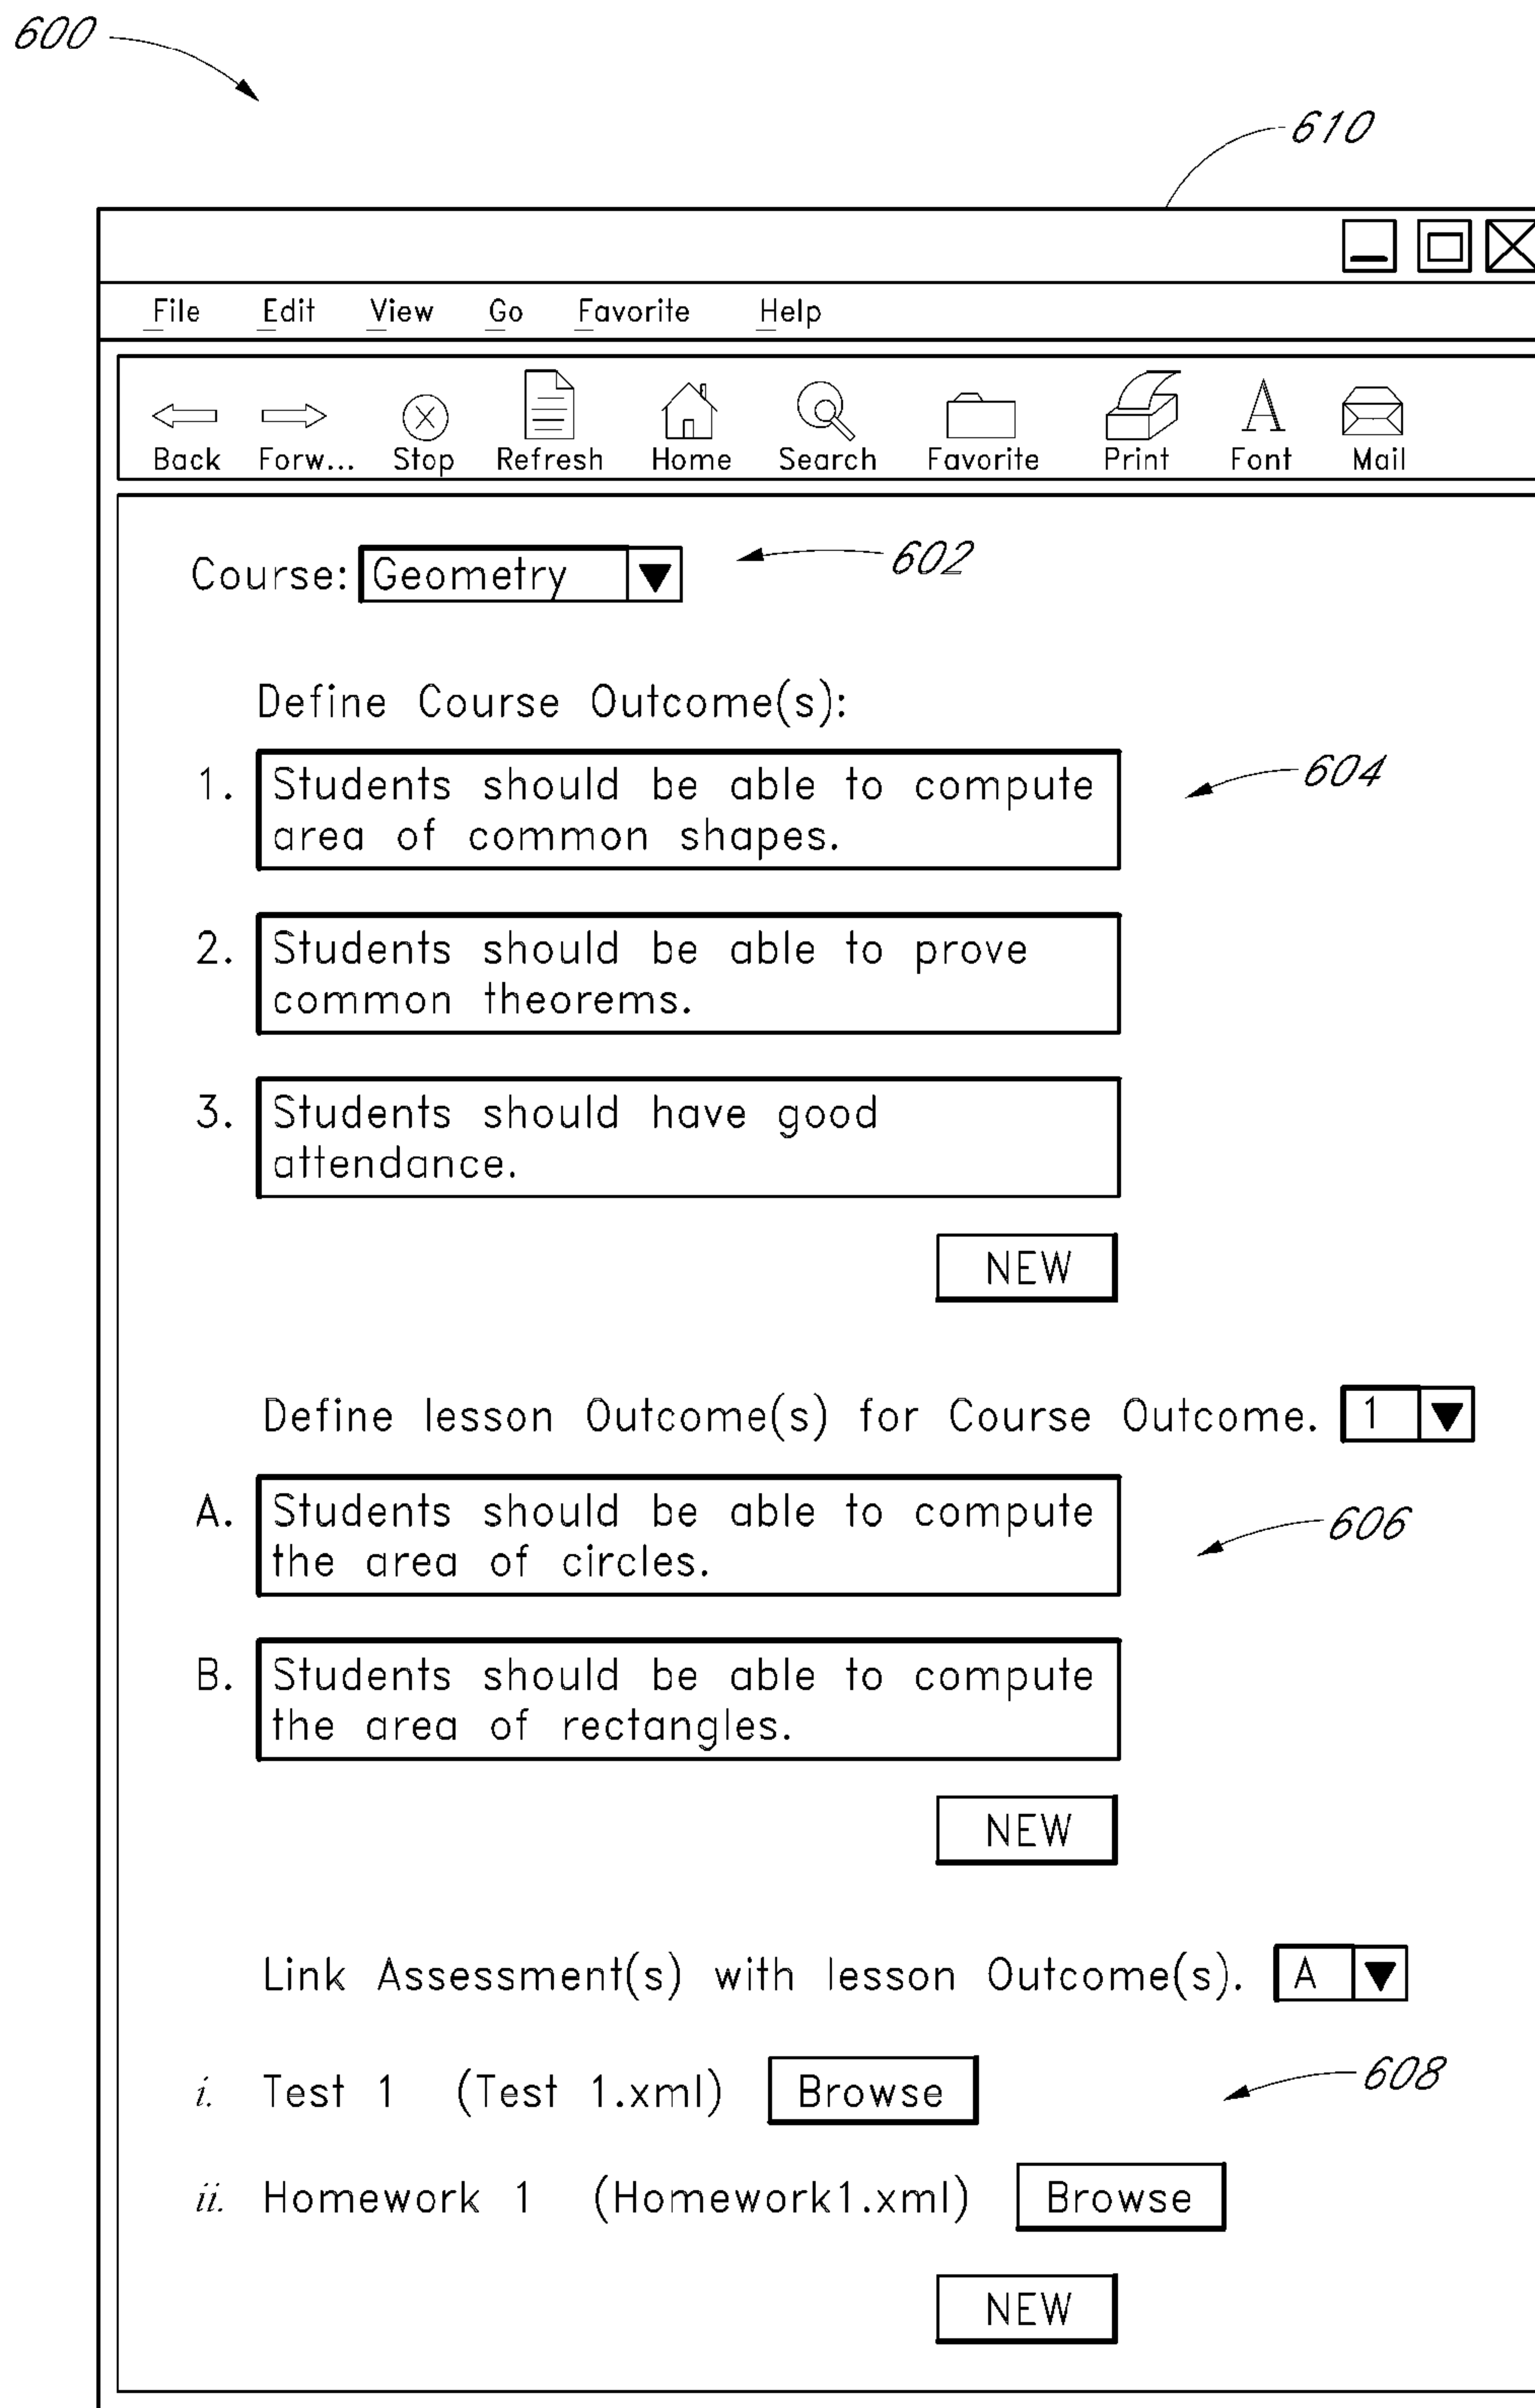 600
610
File Edit View Go Favorite Help
Back Forw... Stop Refresh Home Search Favorite Print Font Mail
Course: Geometry 602
Define Course Outcome(s):
1. Students should be able to compute 604
area of common shapes.
2. Students should be able to prove
common theorems.
3. Students should have good
attendance.
NEW
Define lesson Outcome(s) for Course Outcome. 1
A. Students should be able to compute 606
the area of circles.
B. Students should be able to compute
the area of rectangles.
NEW
Link Assessment(s) with lesson Outcome(s). A
i. Test 1 (Test 1.xml) Browse 608
ii. Homework 1 (Homework1.xml) Browse
NEW